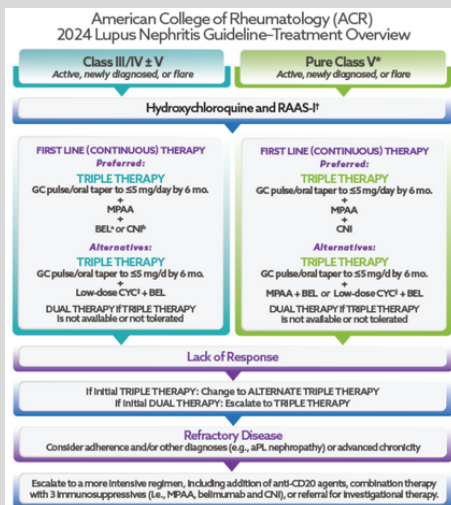 American College of Rheumatology (ACR)
2024 Lupus Nephritis Guideline–Treatment Overview
Class III/IV ± V
Active, newly diagnosed, or flare
Pure Class V*
Active, newly diagnosed, or flare
Hydroxychloroquine and RAAS-I†
FIRST LINE (CONTINUOUS) THERAPY
Preferred:
TRIPLE THERAPY
GC pulse/oral taper to ≤5 mg/day by 6 mo.
+
MPAA
+
BELª or CNIᵇ
Alternatives:
TRIPLE THERAPY
GC pulse/oral taper to ≤5 mg/d by 6 mo.
+
Low-dose CYC‡ + BEL
DUAL THERAPY if TRIPLE THERAPY
is not available or not tolerated
FIRST LINE (CONTINUOUS) THERAPY
Preferred:
TRIPLE THERAPY
GC pulse/oral taper to ≤5 mg/day by 6 mo.
+
MPAA
+
CNI
Alternatives:
TRIPLE THERAPY
GC pulse/oral taper to ≤5 mg/d by 6 mo.
+
MPAA + BEL or Low-dose CYC‡ + BEL
DUAL THERAPY if TRIPLE THERAPY
is not available or not tolerated
Lack of Response
If initial TRIPLE THERAPY: Change to ALTERNATE TRIPLE THERAPY
If initial DUAL THERAPY: Escalate to TRIPLE THERAPY
Refractory Disease
Consider adherence and/or other diagnoses (e.g., aPL nephropathy) or advanced chronicity
Escalate to a more intensive regimen, including addition of anti-CD20 agents, combination therapy
with 3 immunosuppressives (i.e., MPAA, belimumab and CNI), or referral for investigational therapy.